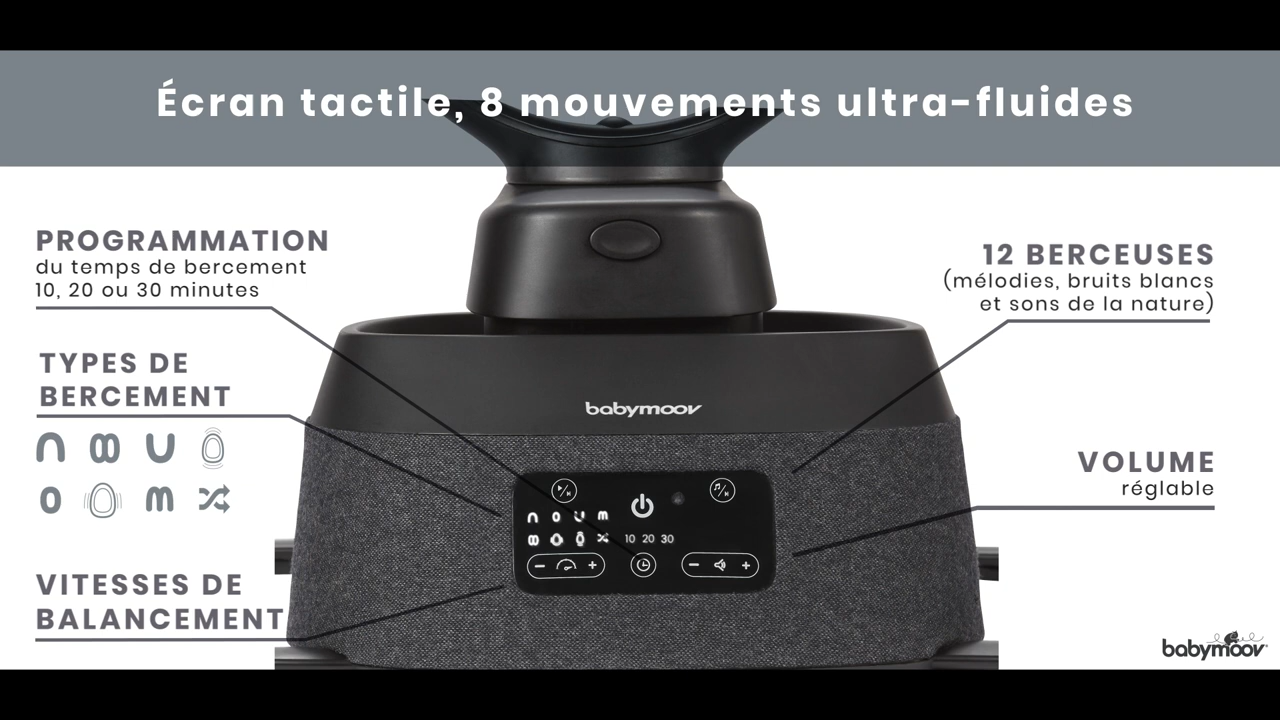 Écran tactile, 8 mouvements ultra-fluides
PROGRAMMATION
du temps de bercement
10, 20 ou 30 minutes
12 BERCEUSES
(mélodies, bruits blancs
et sons de la nature)
TYPES DE
BERCEMENT
babymoov
VOLUME
réglable
10 20 30
VITESSES DE
BALANCEMENT
babymoov